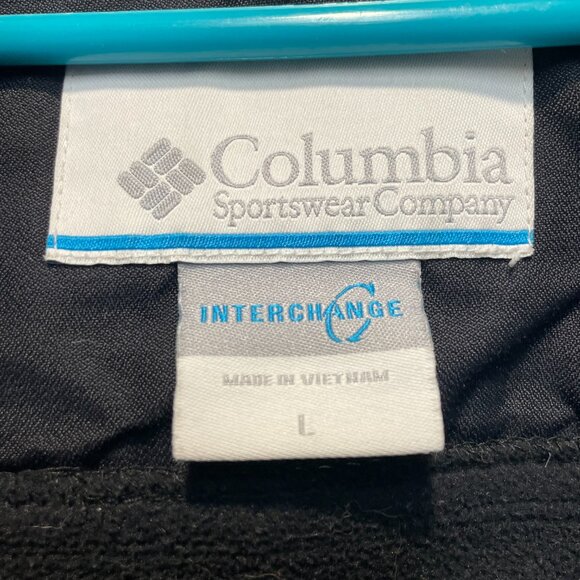 Columbia
Sportswear Company
INTERCHANGE
MADE IN VIETNAM
L